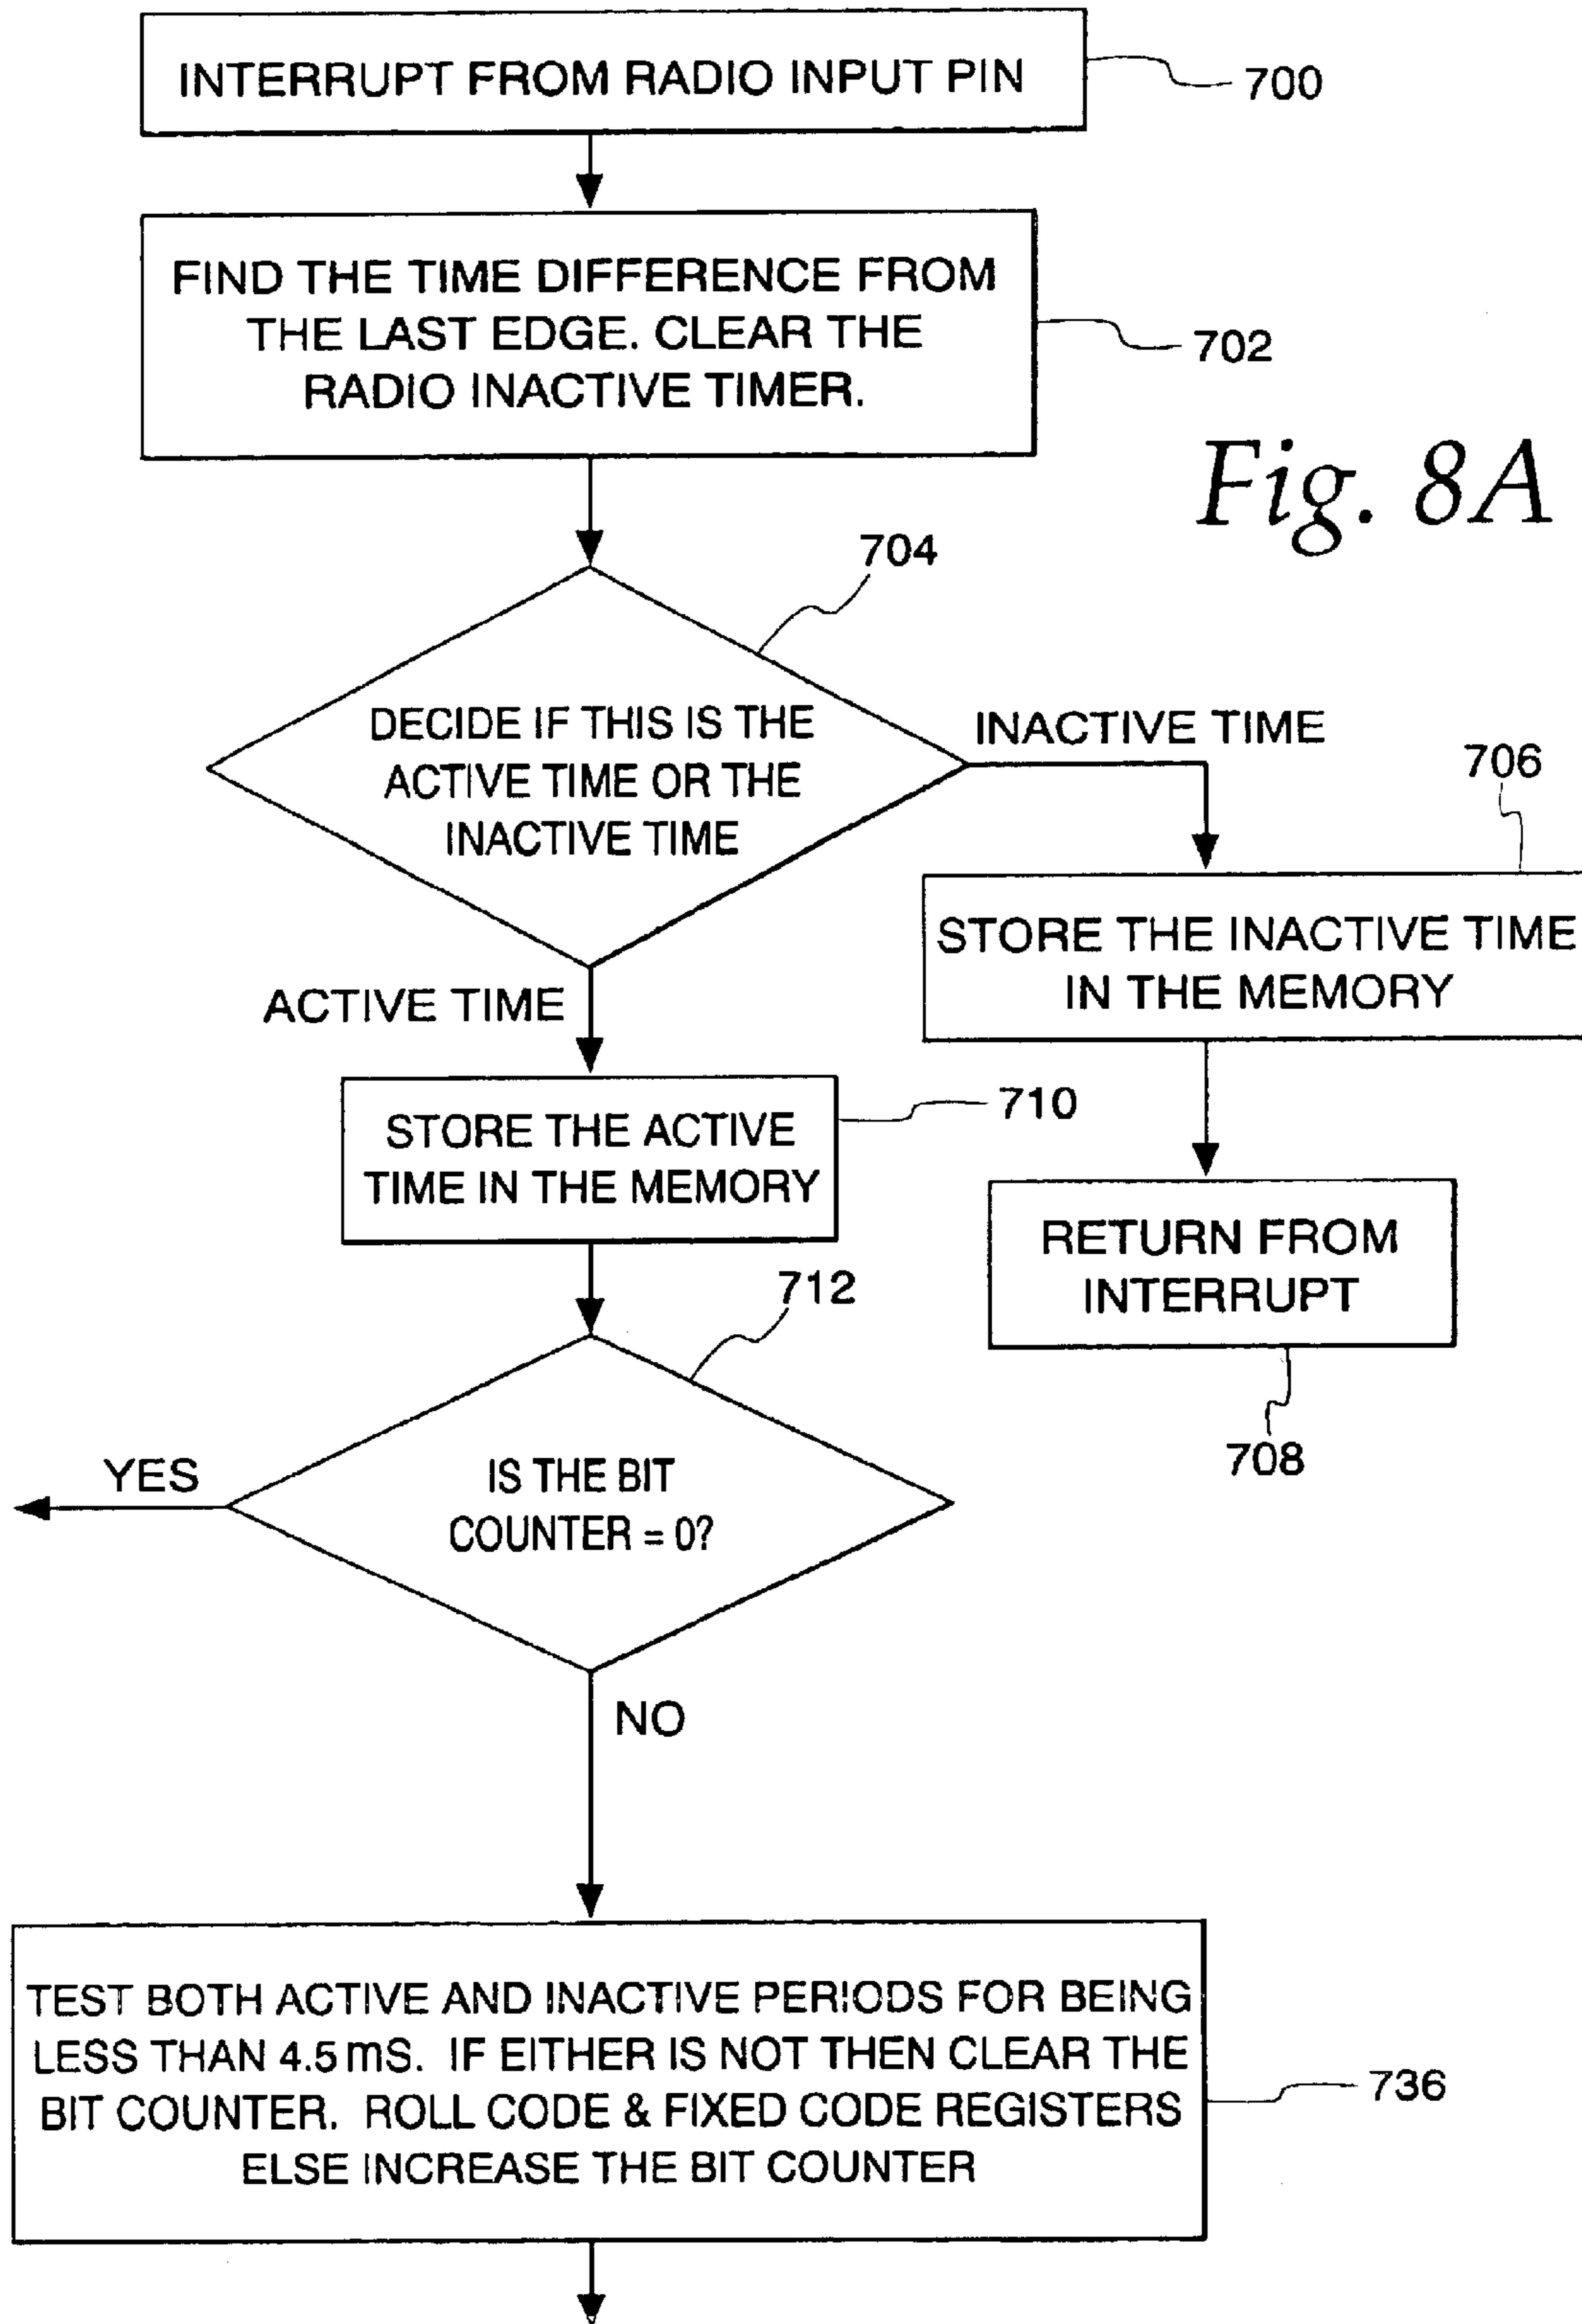 INTERRUPT FROM RADIO INPUT PIN
700
FIND THE TIME DIFFERENCE FROM
THE LAST EDGE. CLEAR THE
RADIO INACTIVE TIMER.
702
Fig. 8A
704
DECIDE IF THIS IS THE
ACTIVE TIME OR THE
INACTIVE TIME
INACTIVE TIME
706
STORE THE INACTIVE TIME
IN THE MEMORY
ACTIVE TIME
710
STORE THE ACTIVE
TIME IN THE MEMORY
RETURN FROM
INTERRUPT
708
712
YES
IS THE BIT
COUNTER = 0?
NO
TEST BOTH ACTIVE AND INACTIVE PERIODS FOR BEING
LESS THAN 4.5 mS. IF EITHER IS NOT THEN CLEAR THE
BIT COUNTER. ROLL CODE & FIXED CODE REGISTERS
ELSE INCREASE THE BIT COUNTER
736